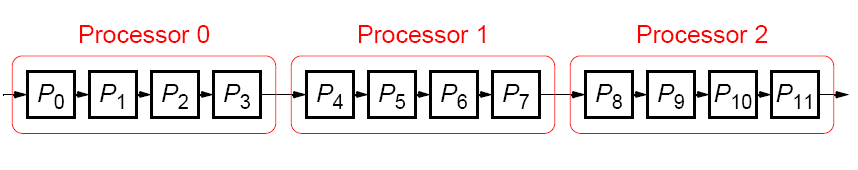 Processor 0 Processor 1 Processor 2
P0 P1 P2 P3 P4 P5 P6 P7 P8 P9 P10 P11